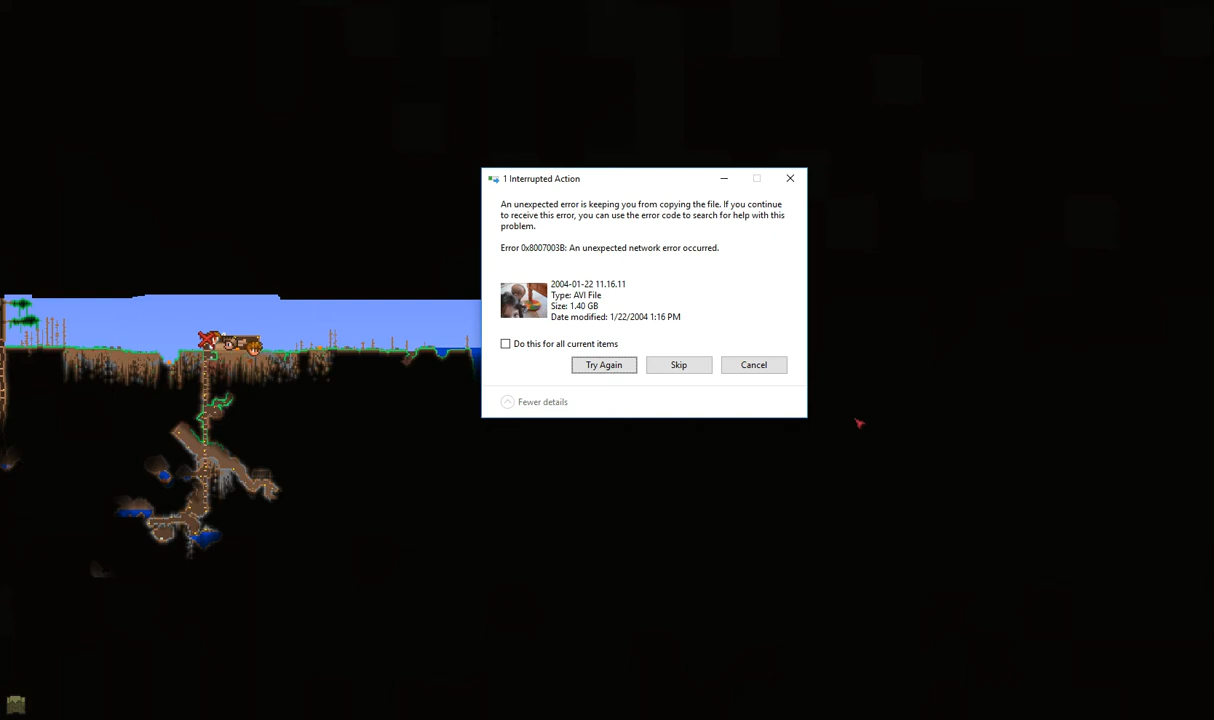 1 Interrupted Action
An unexpected error is keeping you from copying the file. If you continue
to receive this error, you can use the error code to search for help with this
problem.
Error 0x8007003B: An unexpected network error occurred.
2004-01-22 11.16.11
Type: AVI File
Size: 1.40 GB
Date modified: 1/22/2004 1:16 PM
Do this for all current items
Try Again
Skip
Cancel
Fewer details